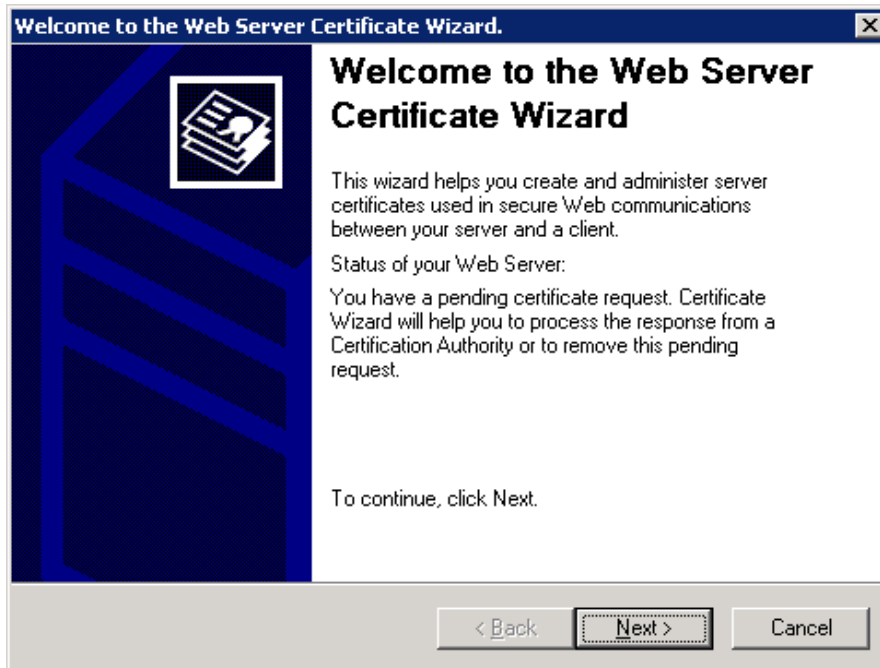 Welcome to the Web Server Certificate Wizard.
Welcome to the Web Server
Certificate Wizard
This wizard helps you create and administer server
certificates used in secure Web communications
between your server and a client.
Status of your Web Server:
You have a pending certificate request. Certificate
Wizard will help you to process the response from a
Certification Authority or to remove this pending
request.
To continue, click Next.
< Back Next > Cancel